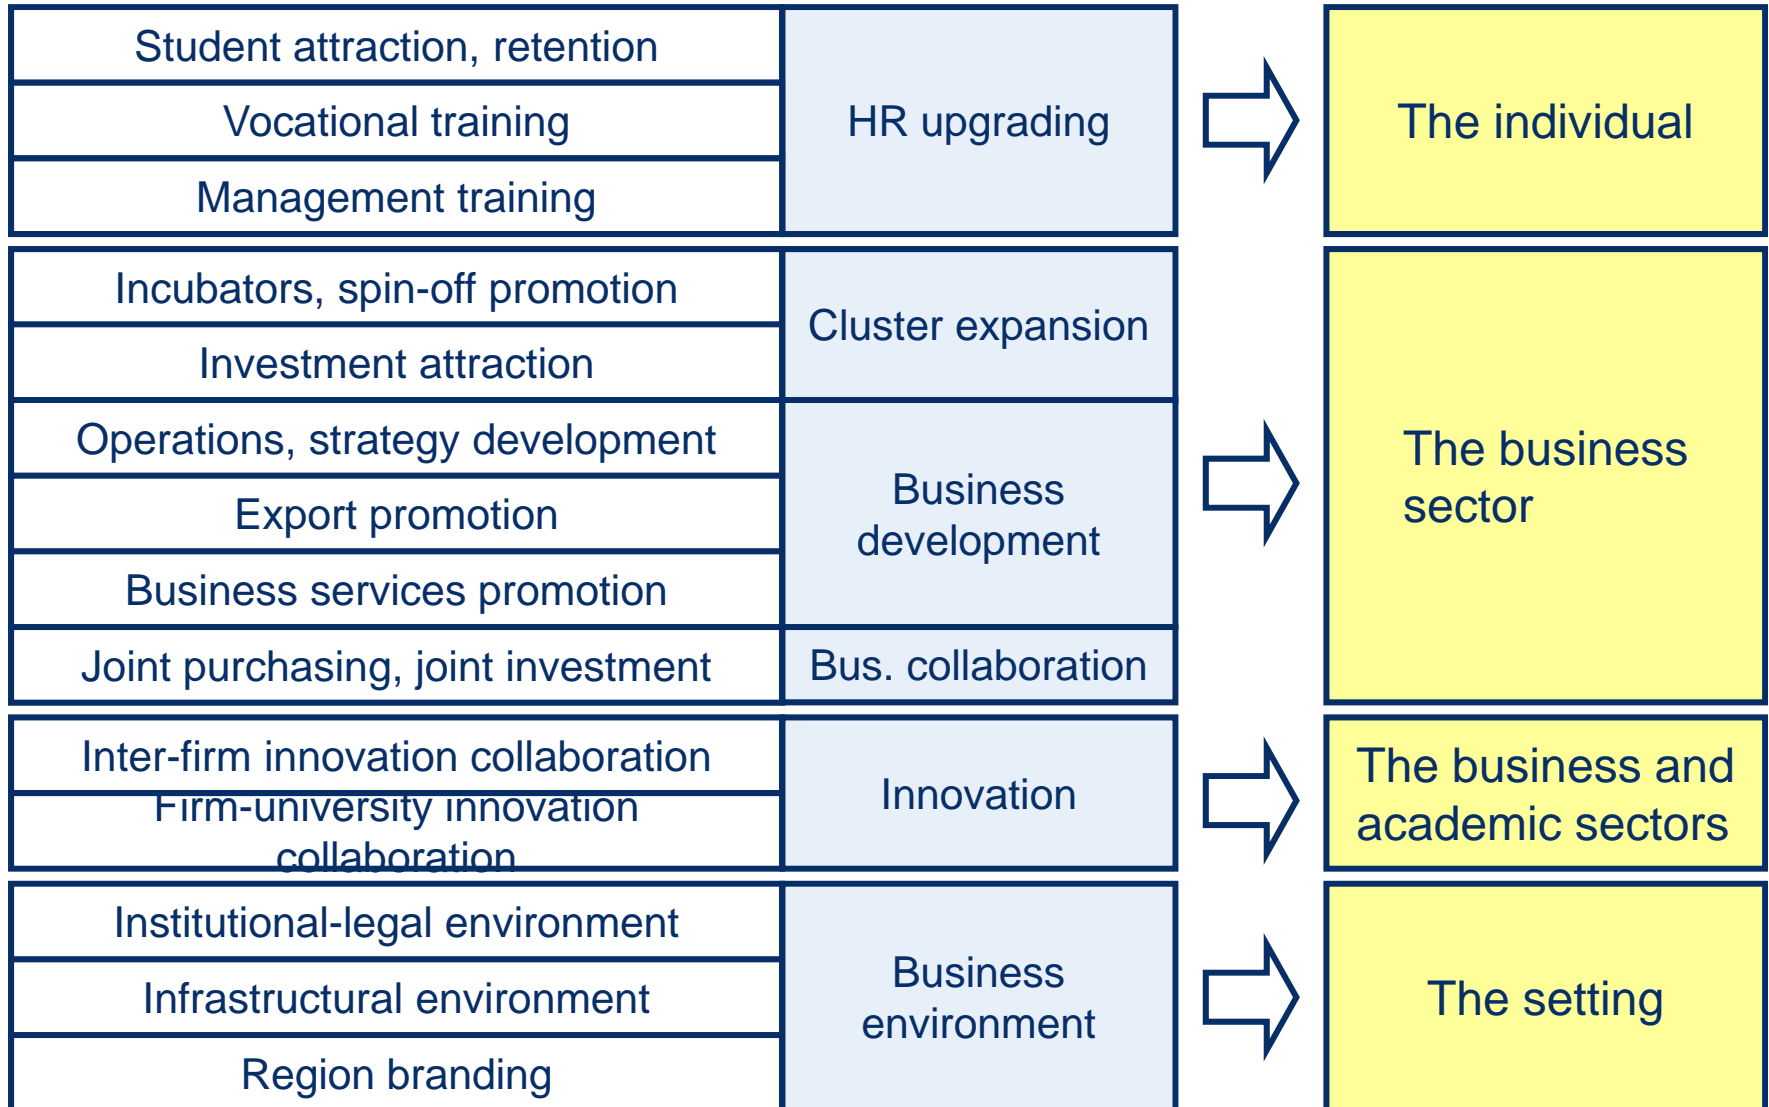 Student attraction, retention
Vocational training
Management training
HR upgrading
The individual
Incubators, spin-off promotion
Investment attraction
Cluster expansion
Operations, strategy development
Export promotion
Business services promotion
Business
development
Joint purchasing, joint investment
Bus. collaboration
The business
sector
Inter-firm innovation collaboration
Firm-university innovation
collaboration
Innovation
The business and
academic sectors
Institutional-legal environment
Infrastructural environment
Region branding
Business
environment
The setting